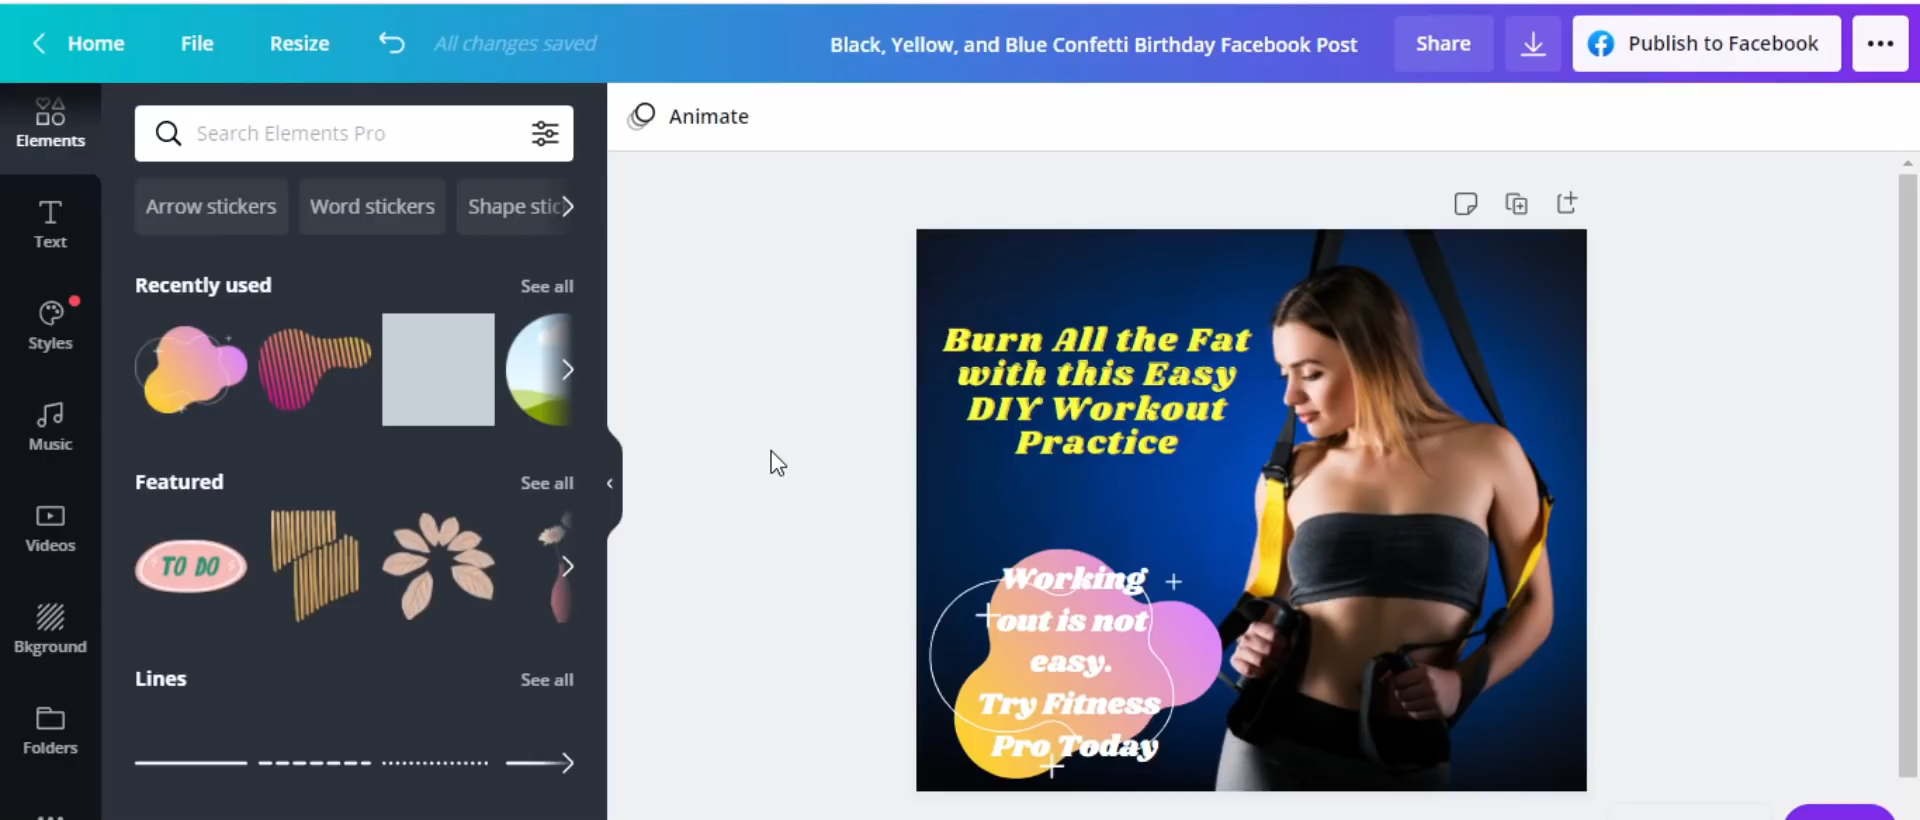 Home File Resize All changes saved Black, Yellow, and Blue Confetti Birthday Facebook Post Share Publish to Facebook
Elements
Text
Styles
Music
Videos
Bkground
Folders
Search Elements Pro
Arrow stickers Word stickers Shape stic
Recently used See all
Featured See all
TO DO
Lines See all
Animate
Burn All the Fat
with this Easy
DIY Workout
Practice
Working
out is not
easy.
Try Fitness
Pro Today